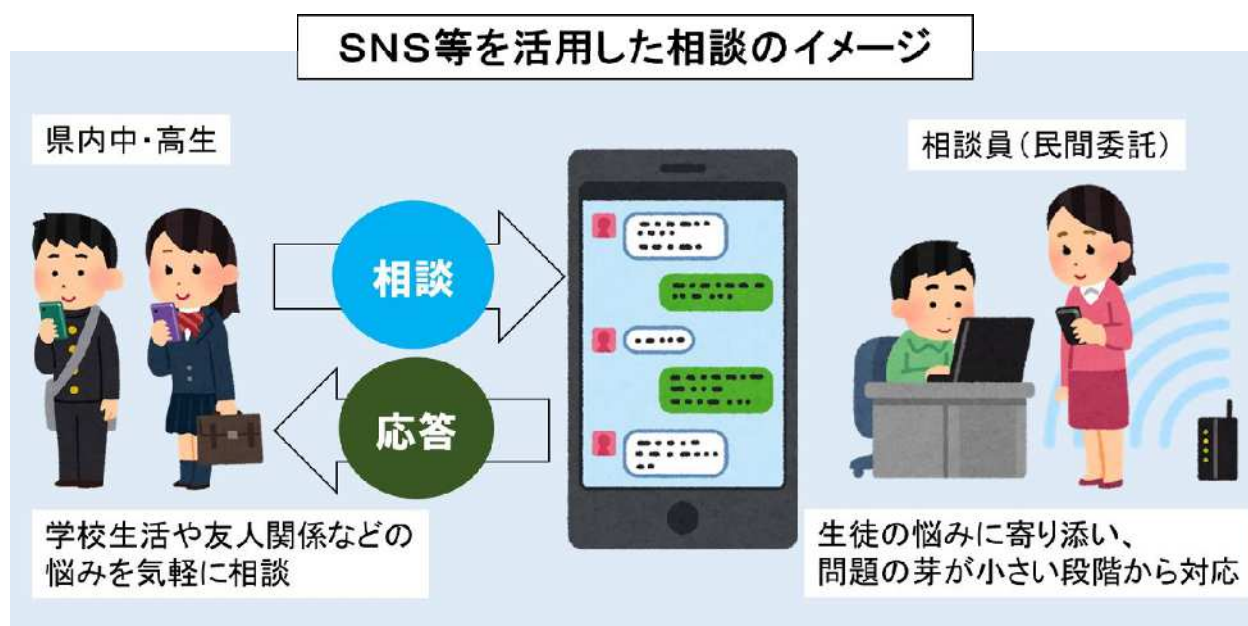 SNS等を活用した相談のイメージ
県内中・高生
相談員(民間委託)
相談
応答
学校生活や友人関係などの
悩みを気軽に相談
生徒の悩みに寄り添い、
問題の芽が小さい段階から対応